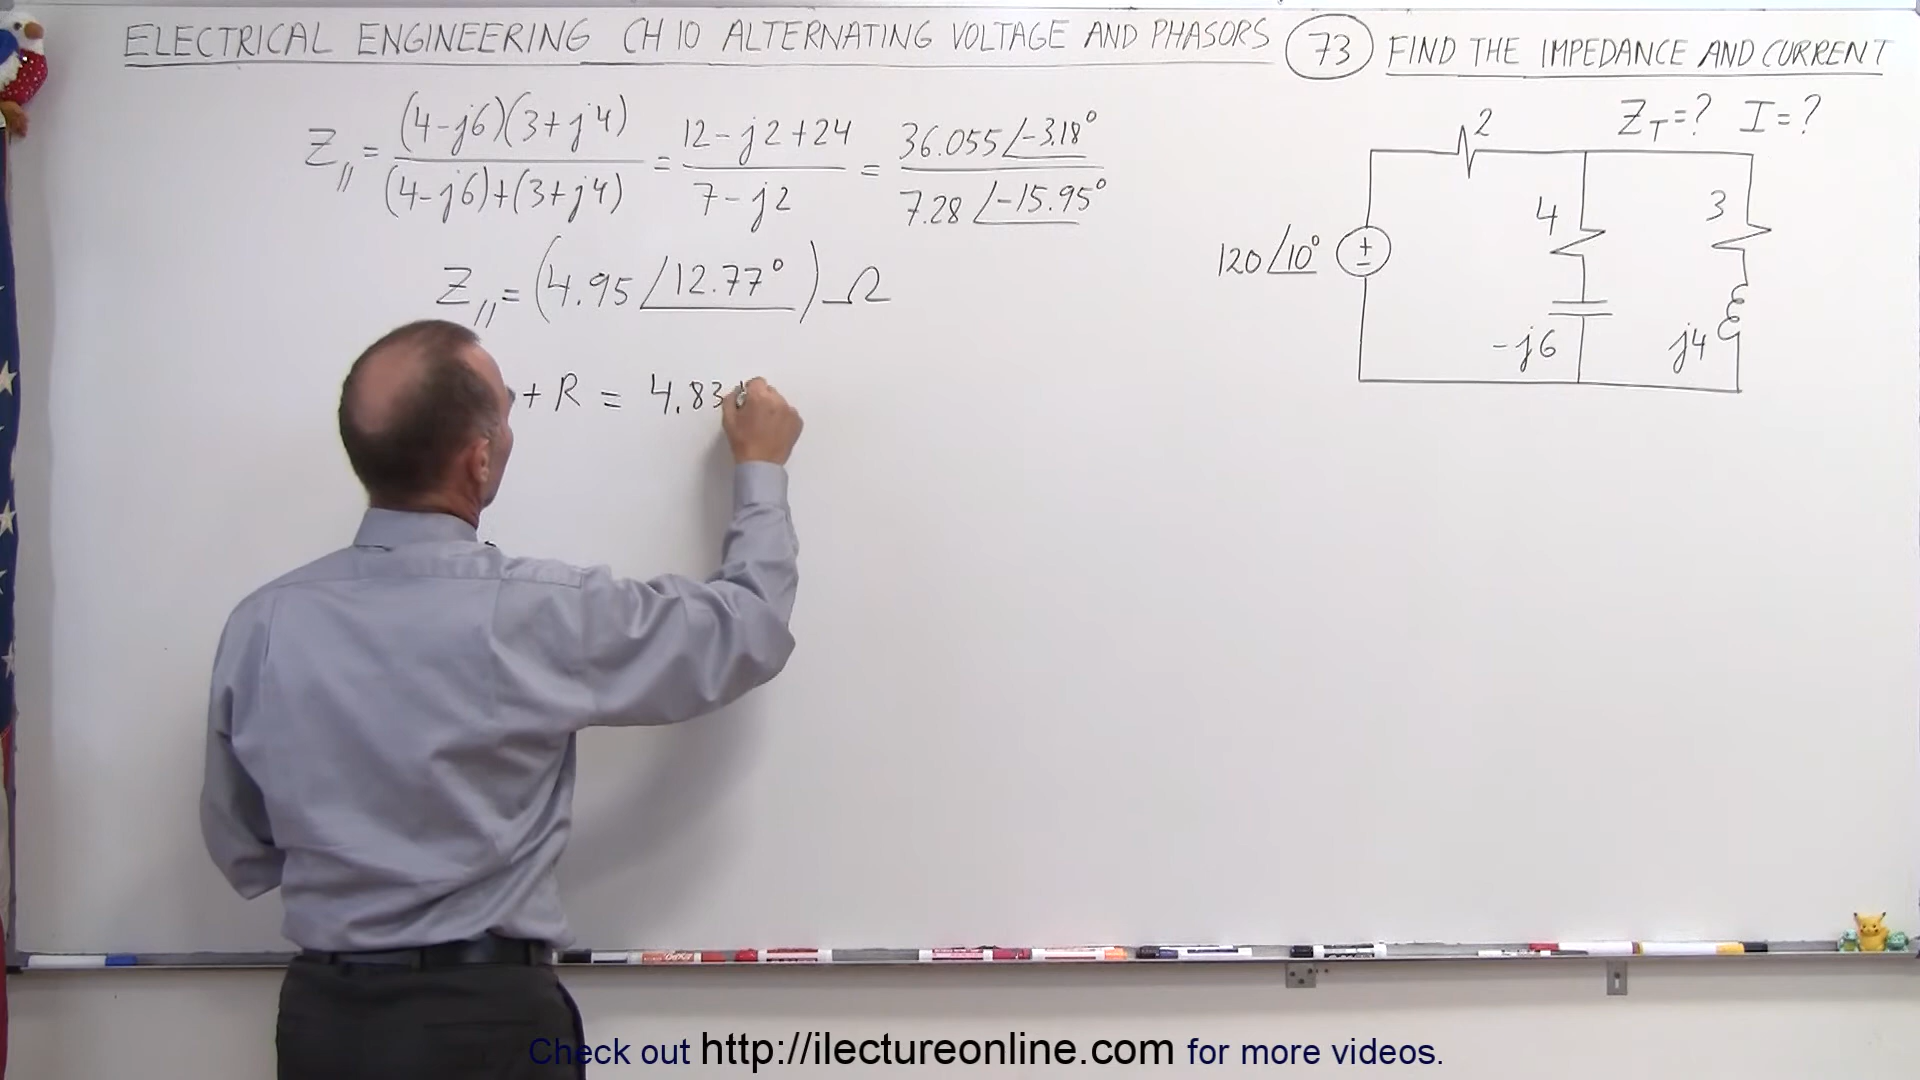 ELECTRICAL ENGINEERING CH 10 ALTERNATING VOLTAGE AND PHASORS 73 FIND THE IMPEDANCE AND CURRENT
Z// = (4-j6)(3+j4) / (4-j6)+(3+j4) = 12-j2+24 / 7-j2 = 36.055∠-3.18° / 7.28∠-15.95°
Z// = (4.95∠12.77°)Ω
+ R = 4.83
Z_T=? I=?
2
4
3
120∠10°
+
−
-j6
j4
Check out http://ilectureonline.com for more videos.